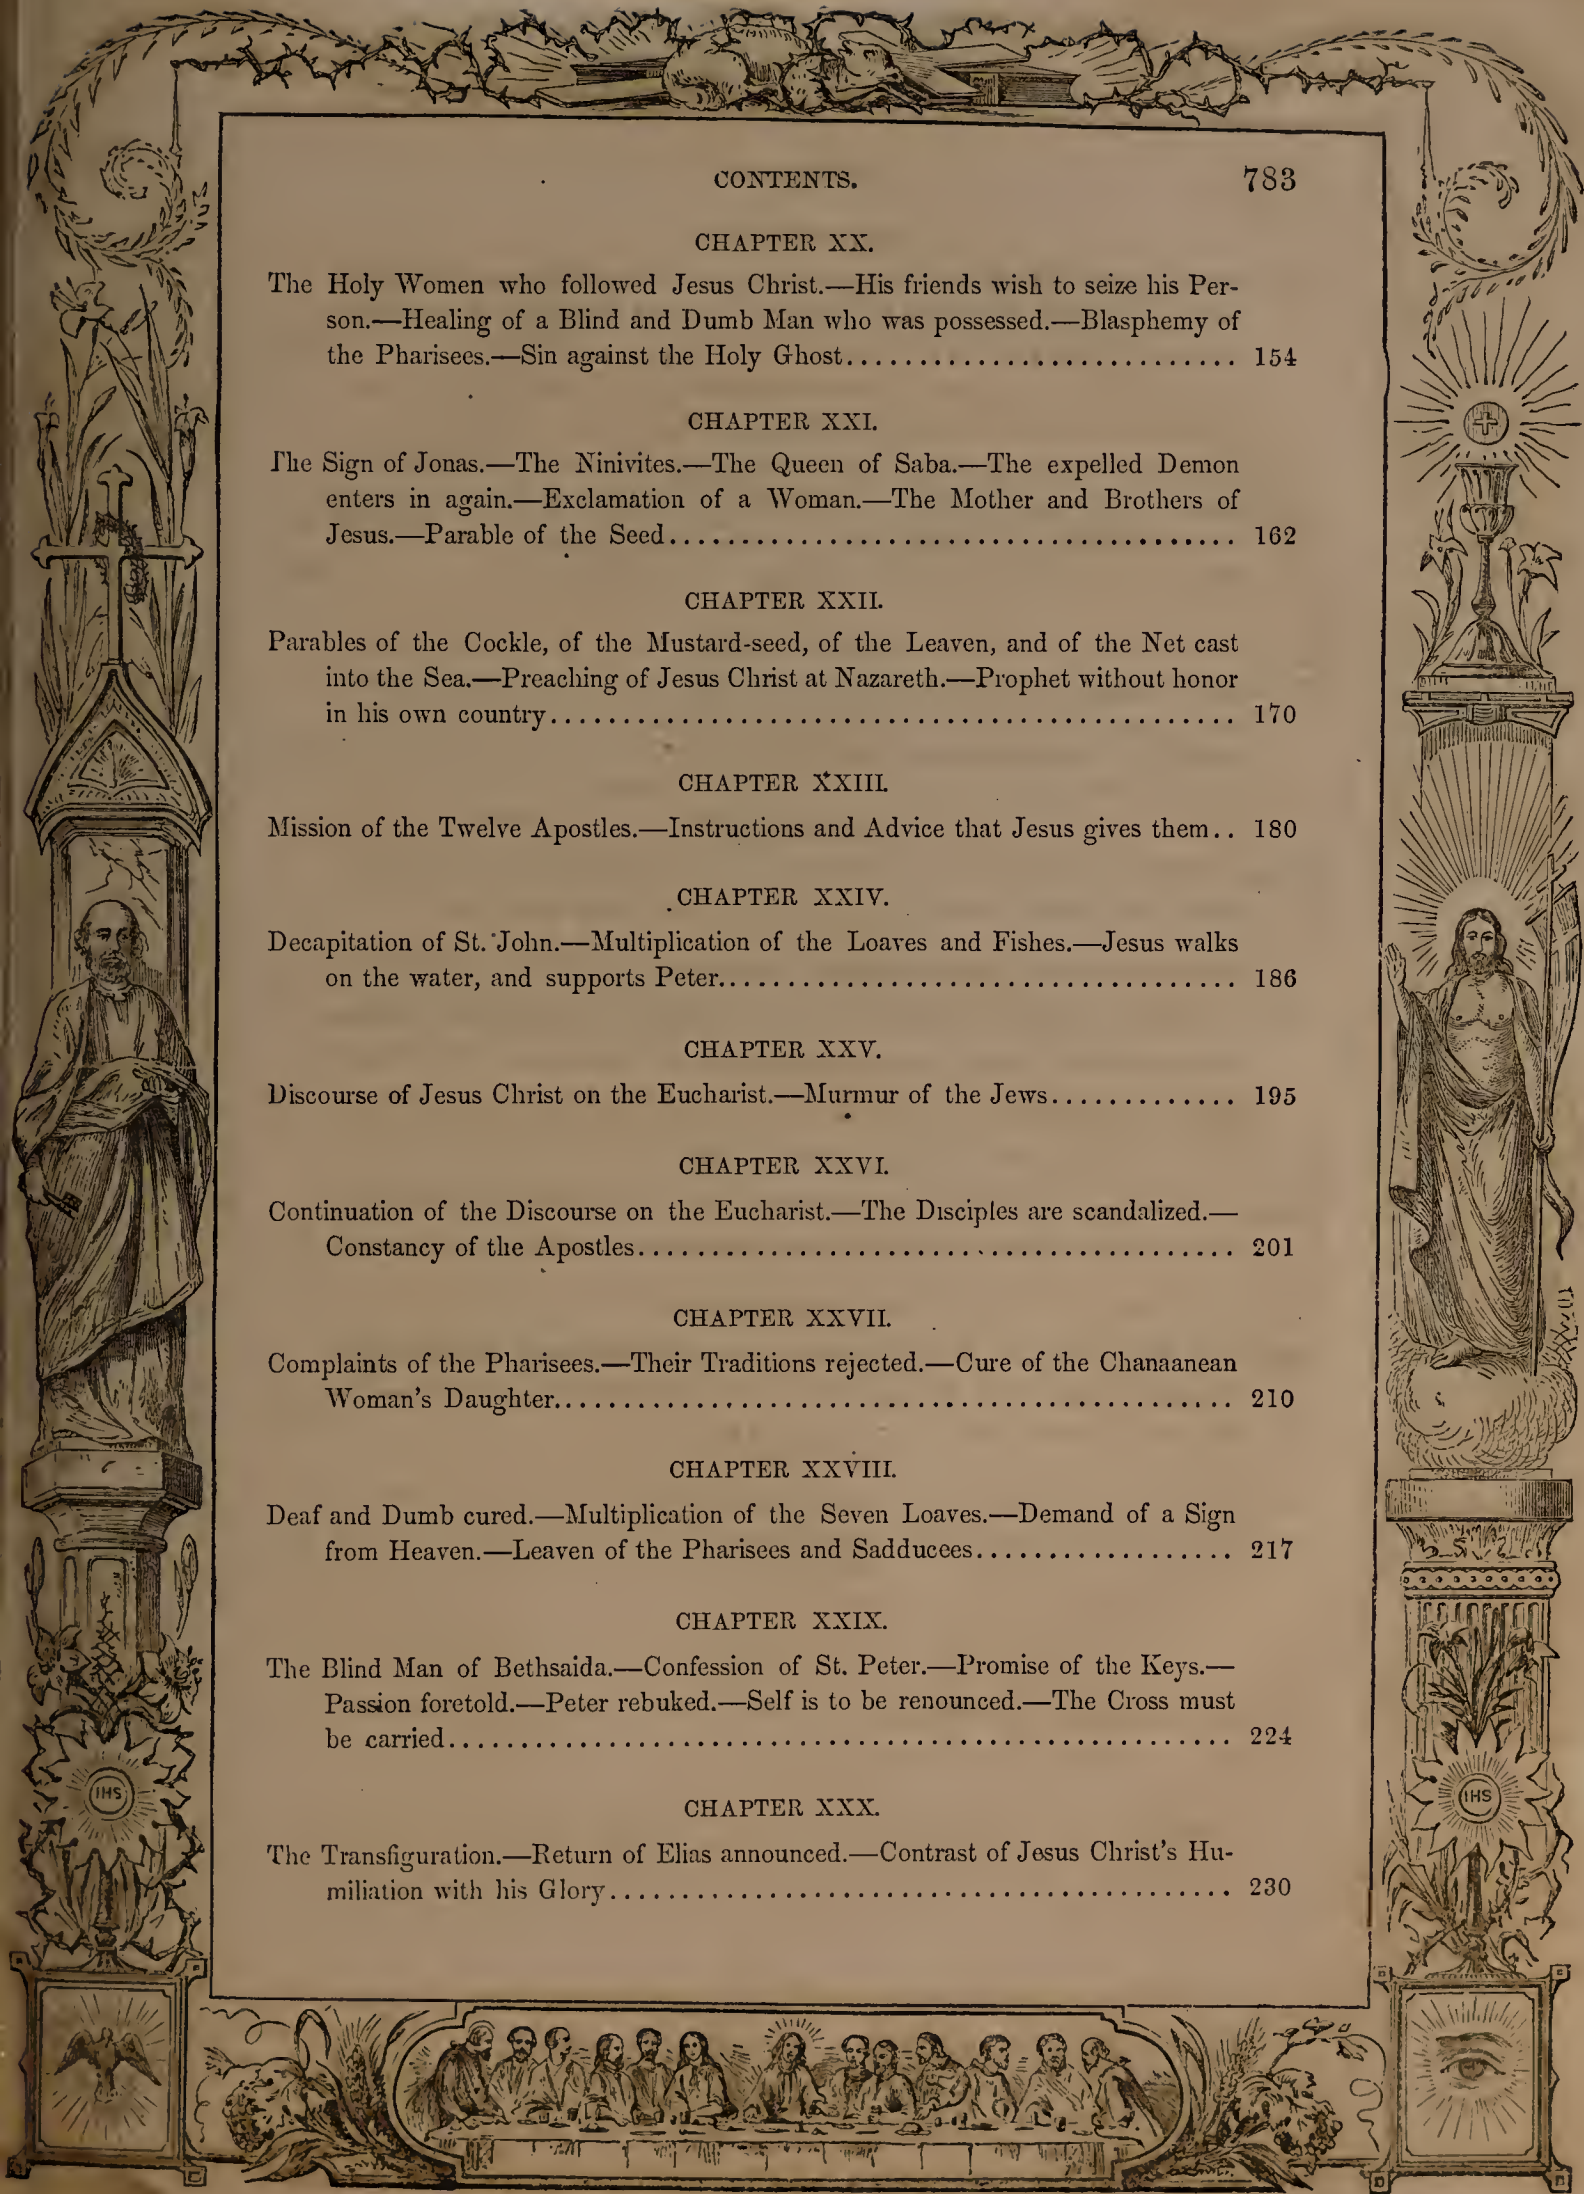 CONTENTS. 783
CHAPTER XX.
The Holy Women who followed Jesus Christ.—His friends wish to seize his Per-
son.—Healing of a Blind and Dumb Man who was possessed.—Blasphemy of
the Pharisees.—Sin against the Holy Ghost........................... 154
CHAPTER XXI.
The Sign of Jonas.—The Ninivites.—The Queen of Saba.—The expelled Demon
enters in again.—Exclamation of a Woman.—The Mother and Brothers of
Jesus.—Parable of the Seed....................................... 162
CHAPTER XXII.
Parables of the Cockle, of the Mustard-seed, of the Leaven, and of the Net cast
into the Sea.—Preaching of Jesus Christ at Nazareth.—Prophet without honor
in his own country............................................... 170
CHAPTER XXIII.
Mission of the Twelve Apostles.—Instructions and Advice that Jesus gives them.. 180
CHAPTER XXIV.
Decapitation of St. John.—Multiplication of the Loaves and Fishes.—Jesus walks
on the water, and supports Peter.................................... 186
CHAPTER XXV.
Discourse of Jesus Christ on the Eucharist.—Murmur of the Jews............. 195
CHAPTER XXVI.
Continuation of the Discourse on the Eucharist.—The Disciples are scandalized.—
Constancy of the Apostles......................................... 201
CHAPTER XXVII.
Complaints of the Pharisees.—Their Traditions rejected.—Cure of the Chanaanean
Woman's Daughter............................................... 210
CHAPTER XXVIII.
Deaf and Dumb cured.—Multiplication of the Seven Loaves.—Demand of a Sign
from Heaven.—Leaven of the Pharisees and Sadducees.................. 217
CHAPTER XXIX.
The Blind Man of Bethsaida.—Confession of St. Peter.—Promise of the Keys.—
Passion foretold.—Peter rebuked.—Self is to be renounced.—The Cross must
be carried...................................................... 224
CHAPTER XXX.
The Transfiguration.—Return of Elias announced.—Contrast of Jesus Christ's Hu-
miliation with his Glory........................................... 230
IHS
IHS